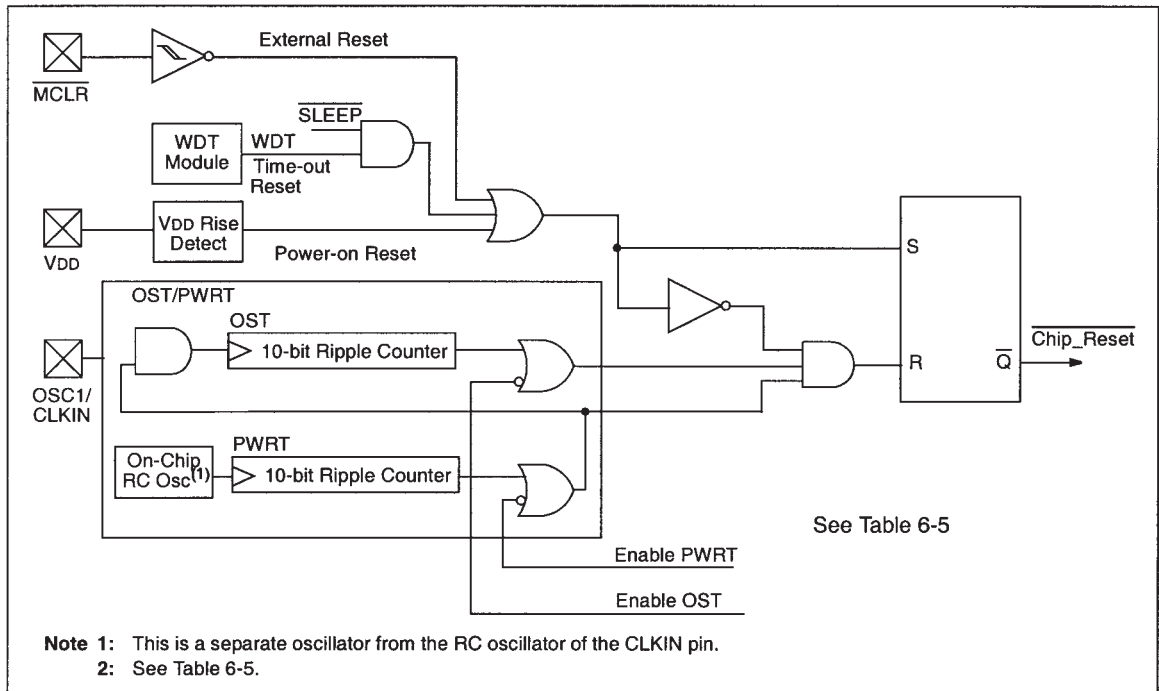 External Reset
MCLR
SLEEP
WDT
Module
WDT
Time-out
Reset
VDD Rise
Detect
VDD
Power-on Reset
S
OST/PWRT
OST
10-bit Ripple Counter
OSC1/
CLKIN
R
Q
Chip_Reset
PWRT
On-Chip
RC Osc(1)
10-bit Ripple Counter
See Table 6-5
Enable PWRT
Enable OST
Note 1: This is a separate oscillator from the RC oscillator of the CLKIN pin.
2: See Table 6-5.